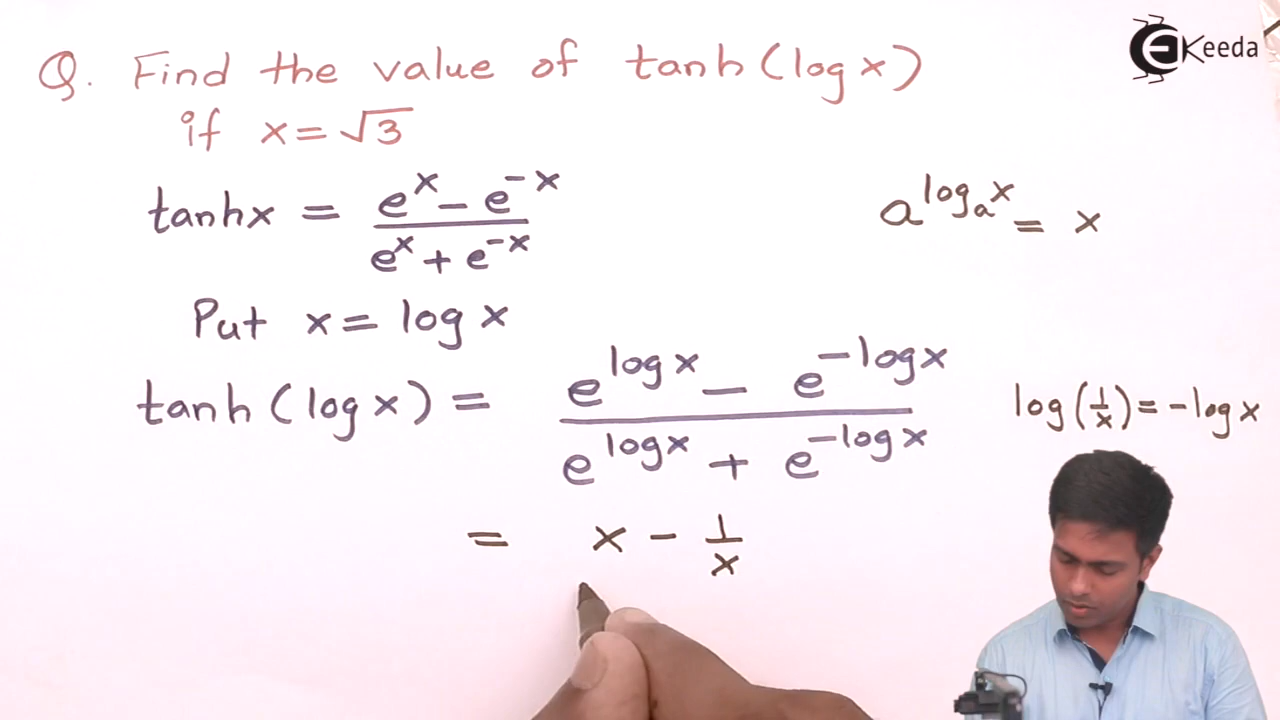 EKeeda
Q. Find the value of tanh(log x)
if x = √3
tanhx = (e^x - e^-x)/(e^x + e^-x)
a^(log_a x) = x
Put x = log x
tanh(log x) = (e^(log x) - e^(-log x))/(e^(log x) + e^(-log x))
log(1/x) = -log x
= x - 1/x